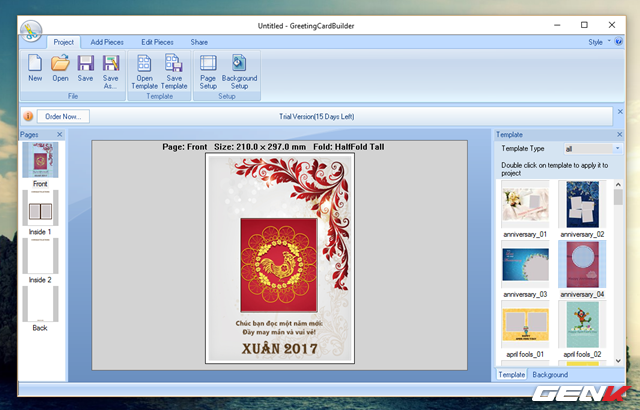 Untitled - GreetingCardBuilder
Project Add Pieces Edit Pieces Share Style
New Open Save Save As... Open Template Save Template Page Setup Background Setup
File Template Setup
Order Now... Trial Version(15 Days Left)
Pages
Front
Inside 1
Inside 2
Back
Page: Front Size: 210.0 x 297.0 mm Fold: HalfFold Tall
Chúc bạn đọc một năm mới:
Đầy may mắn và vui vẻ!
XUÂN 2017
Template
Template Type all
Double click on template to apply it to
project
anniversary_01 anniversary_02
anniversary_03 anniversary_04
april fools_01 april fools_02
Template Background
GENK